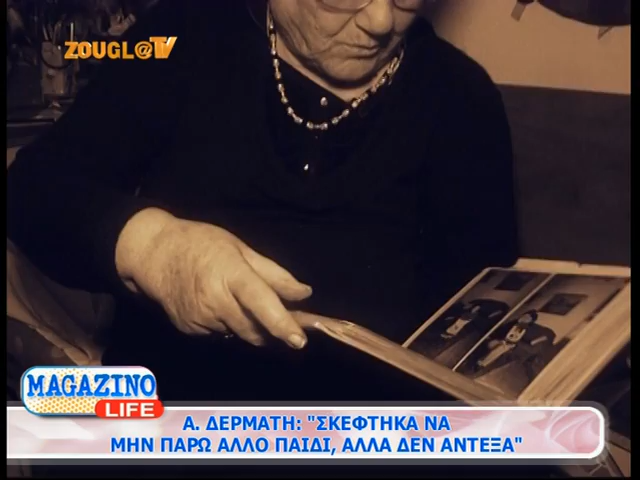 ZOUGL@TV
MAGAZINO
LIFE
Α. ΔΕΡΜΑΤΗ: "ΣΚΕΦΤΗΚΑ ΝΑ
ΜΗΝ ΠΑΡΩ ΑΛΛΟ ΠΑΙΔΙ, ΑΛΛΑ ΔΕΝ ΑΝΤΕΞΑ"